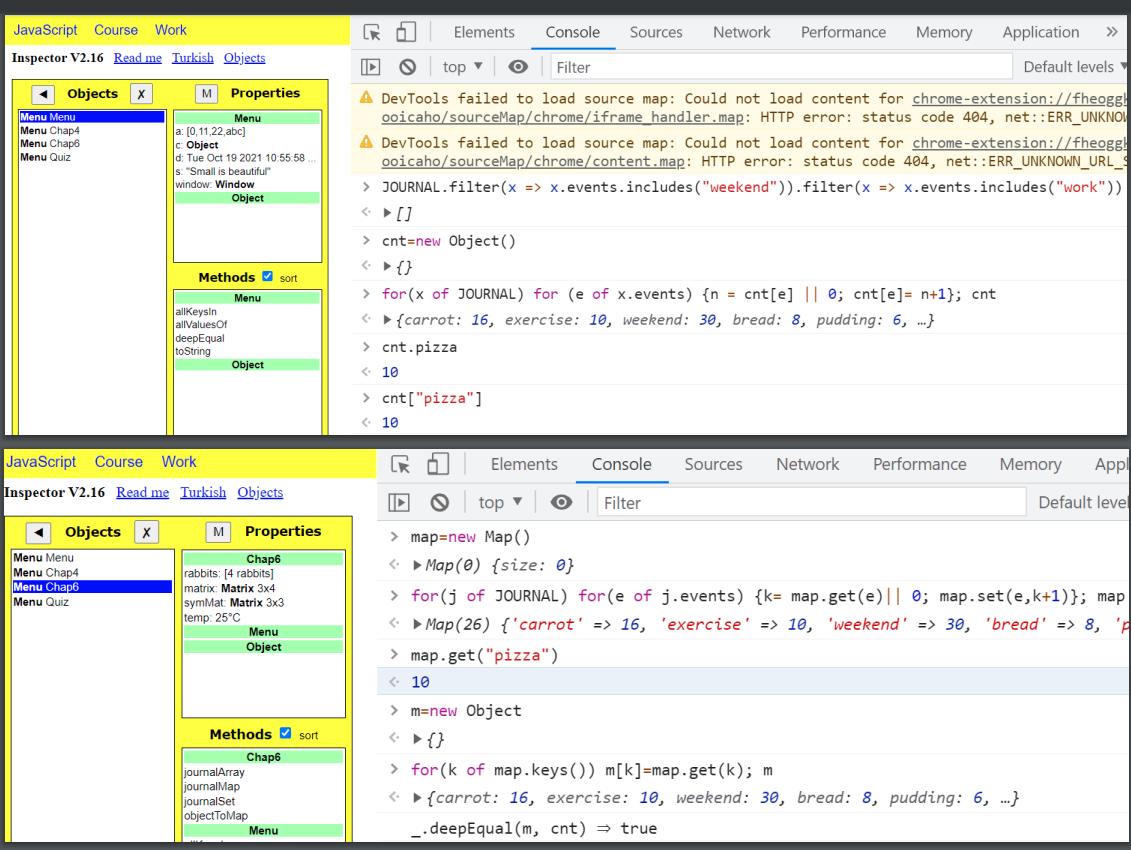 JavaScript Course Work
Inspector V2.16 Read me Turkish Objects
◄ Objects ✗
Menu Menu
Menu Chap4
Menu Chap6
Menu Quiz
M Properties
Menu
a: [0,11,22,abc]
c: Object
d: Tue Oct 19 2021 10:55:58 ...
s: "Small is beautiful"
window: Window
Object
Methods sort
Menu
allKeysIn
allValuesOf
deepEqual
toString
Object
Elements Console Sources Network Performance Memory Application »
top ▼ Filter Default levels ▼
DevTools failed to load source map: Could not load content for chrome-extension://fheoggk
ooicaho/sourceMap/chrome/iframe_handler.map: HTTP error: status code 404, net::ERR_UNKNOW
DevTools failed to load source map: Could not load content for chrome-extension://fheoggk
ooicaho/sourceMap/chrome/content.map: HTTP error: status code 404, net::ERR_UNKNOWN_URL_S
> JOURNAL.filter(x => x.events.includes("weekend")).filter(x => x.events.includes("work"))
▶[]
> cnt=new Object()
▶{}
> for(x of JOURNAL) for (e of x.events) {n = cnt[e] || 0; cnt[e]= n+1}; cnt
▶{carrot: 16, exercise: 10, weekend: 30, bread: 8, pudding: 6, …}
> cnt.pizza
10
> cnt["pizza"]
10
JavaScript Course Work
Inspector V2.16 Read me Turkish Objects
◄ Objects ✗
Menu Menu
Menu Chap4
Menu Chap6
Menu Quiz
M Properties
Chap6
rabbits: [4 rabbits]
matrix: Matrix 3x4
symMat: Matrix 3x3
temp: 25°C
Menu
Object
Methods sort
Chap6
journalArray
journalMap
journalSet
objectToMap
Menu
Elements Console Sources Network Performance Memory Appl
top ▼ Filter Default level
> map=new Map()
▶Map(0) {size: 0}
> for(j of JOURNAL) for(e of j.events) {k= map.get(e)|| 0; map.set(e,k+1)}; map
▶Map(26) {'carrot' => 16, 'exercise' => 10, 'weekend' => 30, 'bread' => 8, 'p
> map.get("pizza")
10
> m=new Object
▶{}
> for(k of map.keys()) m[k]=map.get(k); m
▶{carrot: 16, exercise: 10, weekend: 30, bread: 8, pudding: 6, …}
_.deepEqual(m, cnt) ⇒ true